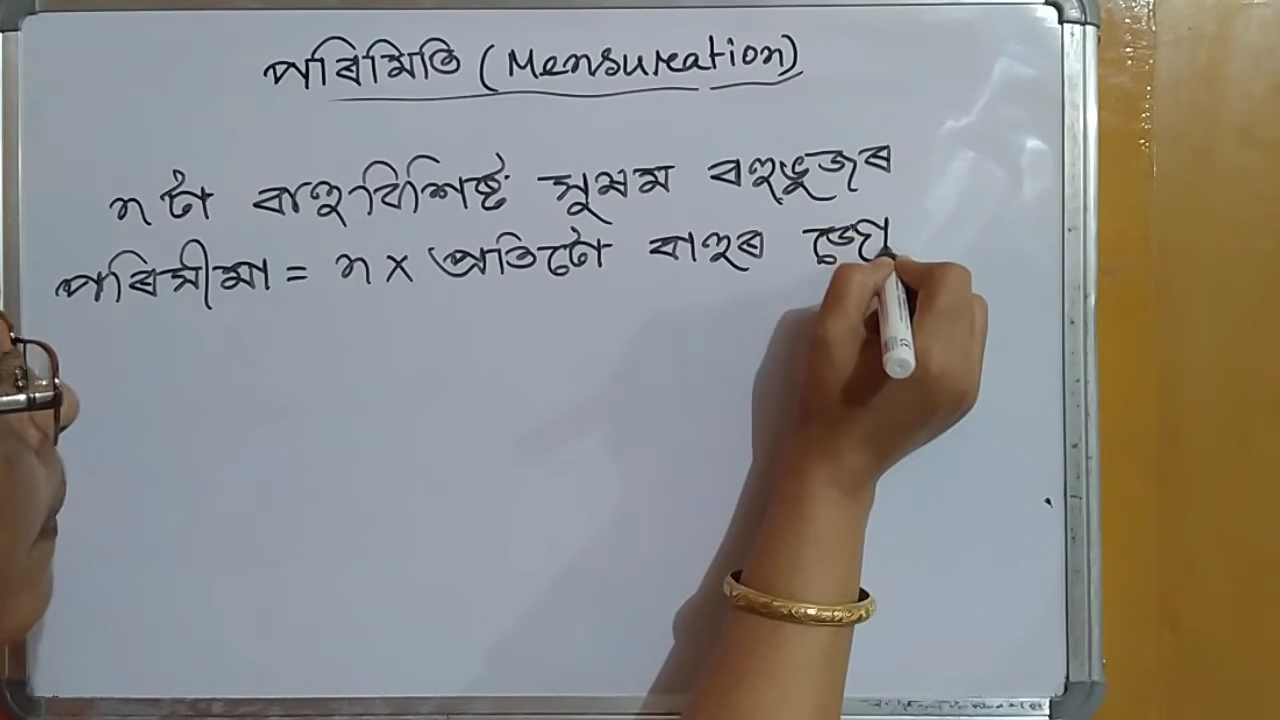 পৰিমিতি (Mensuration)
n টা বাহুবিশিষ্ট সুষম বহুভূজৰ
পৰিসীমা = n × প্ৰতিটো বাহুৰ